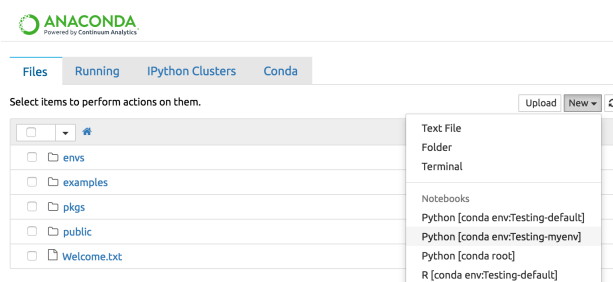 ANACONDA
Powered by Continuum Analytics
Files Running IPython Clusters Conda
Select items to perform actions on them.
Upload New
Text File
Folder
Terminal
Notebooks
Python [conda env:Testing-default]
Python [conda env:Testing-myenv]
Python [conda root]
R [conda env:Testing-default]
envs
examples
pkgs
public
Welcome.txt